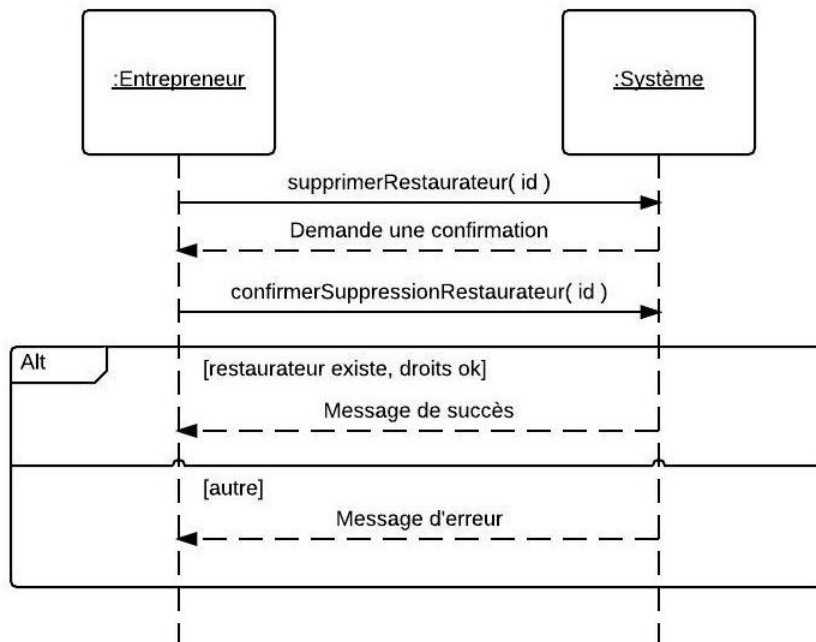 :Entrepreneur
:Système
supprimerRestaurateur( id )
Demande une confirmation
confirmerSuppressionRestaurateur( id )
Alt
[restaurateur existe, droits ok]
Message de succès
[autre]
Message d'erreur